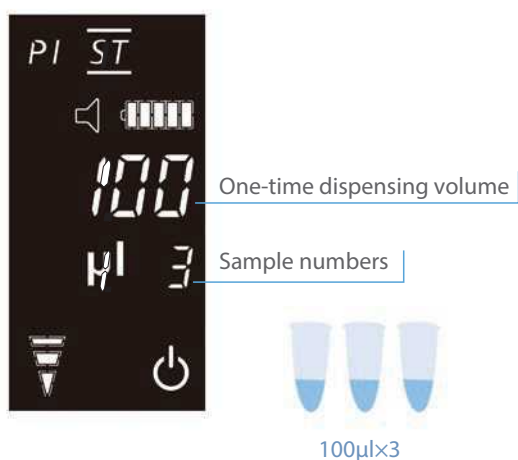 PI ST
100
One-time dispensing volume
µl 3
Sample numbers
100µl×3